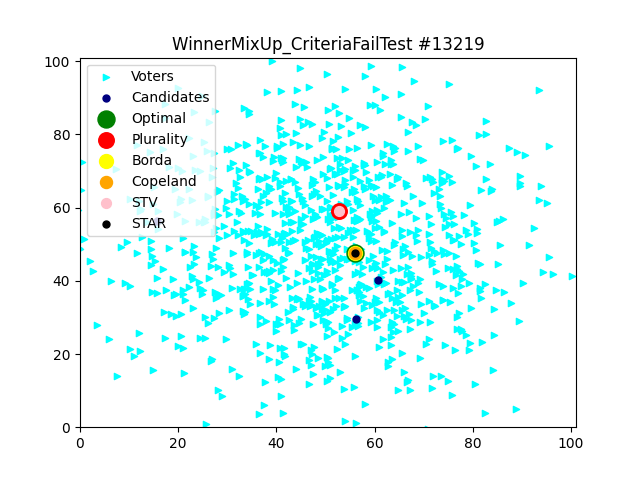 WinnerMixUp_CriteriaFailTest #13219
100
80
60
40
20
0
Voters
Candidates
Optimal
Plurality
Borda
Copeland
STV
STAR
0 20 40 60 80 100